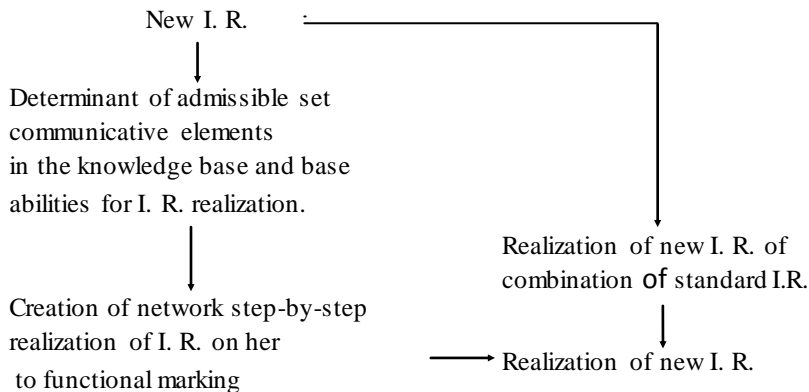 New I. R.
Determinant of admissible set
communicative elements
in the knowledge base and base
abilities for I. R. realization.
Creation of network step-by-step
realization of I. R. on her
to functional marking
Realization of new I. R. of
combination of standard I.R.
Realization of new I. R.